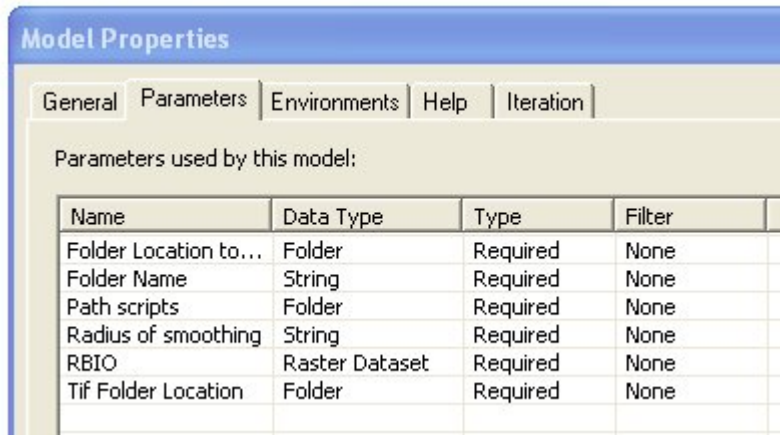 Model Properties
General Parameters Environments Help Iteration
Parameters used by this model:
Name Data Type Type Filter
Folder Location to... Folder Required None
Folder Name String Required None
Path scripts Folder Required None
Radius of smoothing String Required None
RBIO Raster Dataset Required None
Tif Folder Location Folder Required None